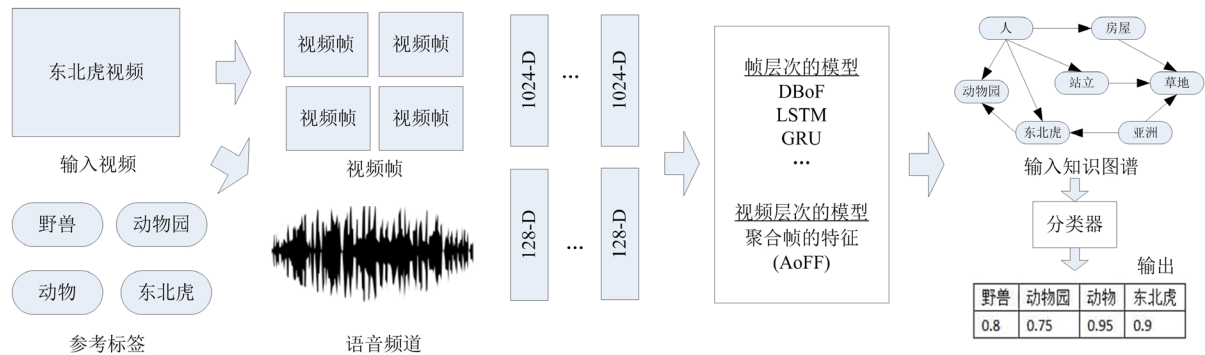 东北虎视频
输入视频
野兽
动物园
动物
东北虎
参考标签
视频帧
视频帧
视频帧
视频帧
视频帧
语音频道
1024-D
...
1024-D
128-D
...
128-D
帧层次的模型
DBoF
LSTM
GRU
...
视频层次的模型
聚合帧的特征
(AoFF)
人
房屋
动物园
站立
草地
东北虎
亚洲
输入知识图谱
分类器
输出
野兽 动物园 动物 东北虎
0.8 0.75 0.95 0.9